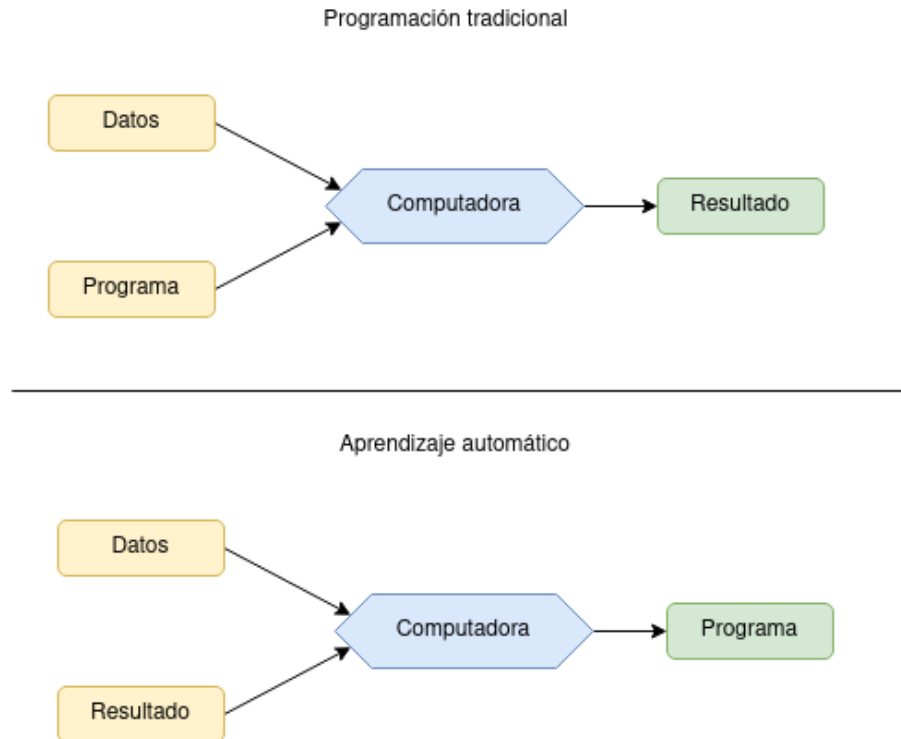 Programación tradicional
Datos
Computadora
Resultado
Programa
Aprendizaje automático
Datos
Computadora
Programa
Resultado